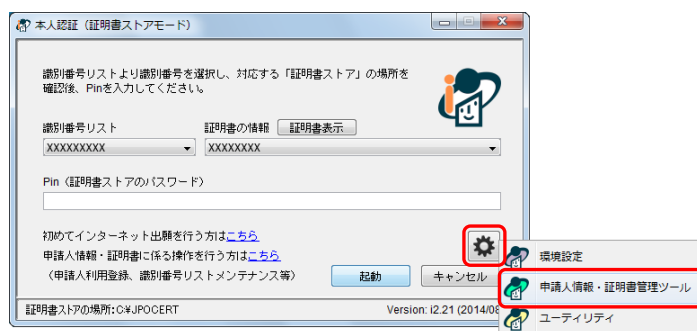 本人認証（証明書ストアモード）
識別番号リストより識別番号を選択し、対応する「証明書ストア」の場所を
確認後、Pinを入力してください。
識別番号リスト 証明書の情報 証明書表示
XXXXXXXXX XXXXXXXX
Pin（証明書ストアのパスワード）
初めてインターネット出願を行う方はこちら
申請人情報・証明書に係る操作を行う方はこちら
（申請人利用登録、識別番号リストメンテナンス等）
起動 キャンセル
環境設定
申請人情報・証明書管理ツール
ユーティリティ
証明書ストアの場所:C¥JPOCERT Version: i2.21 (2014/08